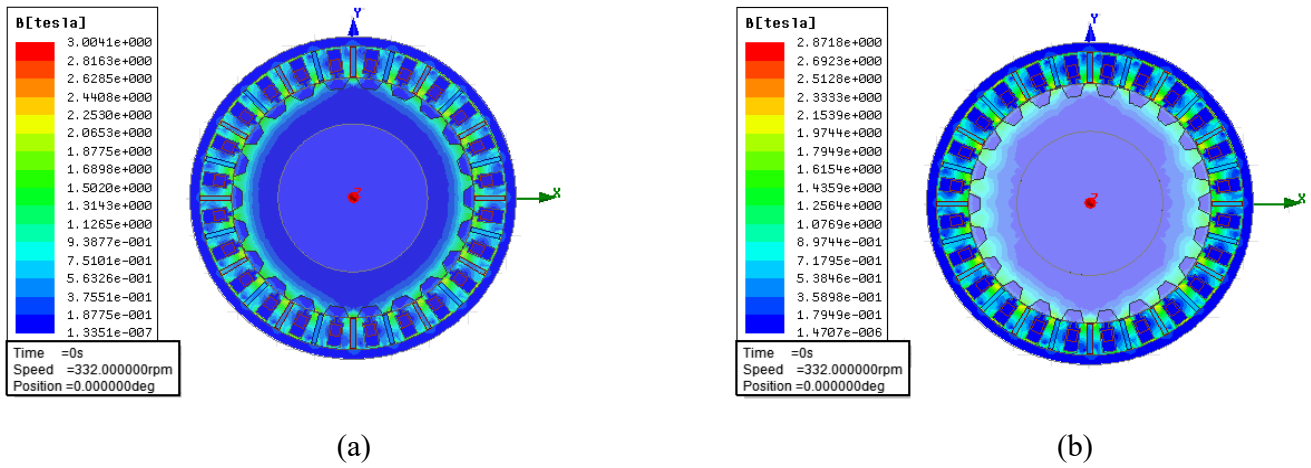 B[tesla]
3.0041e+000
2.8163e+000
2.6285e+000
2.4408e+000
2.2530e+000
2.0653e+000
1.8775e+000
1.6898e+000
1.5020e+000
1.3143e+000
1.1265e+000
9.3877e-001
7.5101e-001
5.6326e-001
3.7551e-001
1.8775e-001
1.3351e-007
Time =0s
Speed =332.000000rpm
Position =0.000000deg
Y
X
Z
(a)
B[tesla]
2.8718e+000
2.6923e+000
2.5128e+000
2.3333e+000
2.1539e+000
1.9744e+000
1.7949e+000
1.6154e+000
1.4359e+000
1.2564e+000
1.0769e+000
8.9744e-001
7.1795e-001
5.3846e-001
3.5898e-001
1.7949e-001
1.4707e-006
Time =0s
Speed =332.000000rpm
Position =0.000000deg
Y
X
Z
(b)